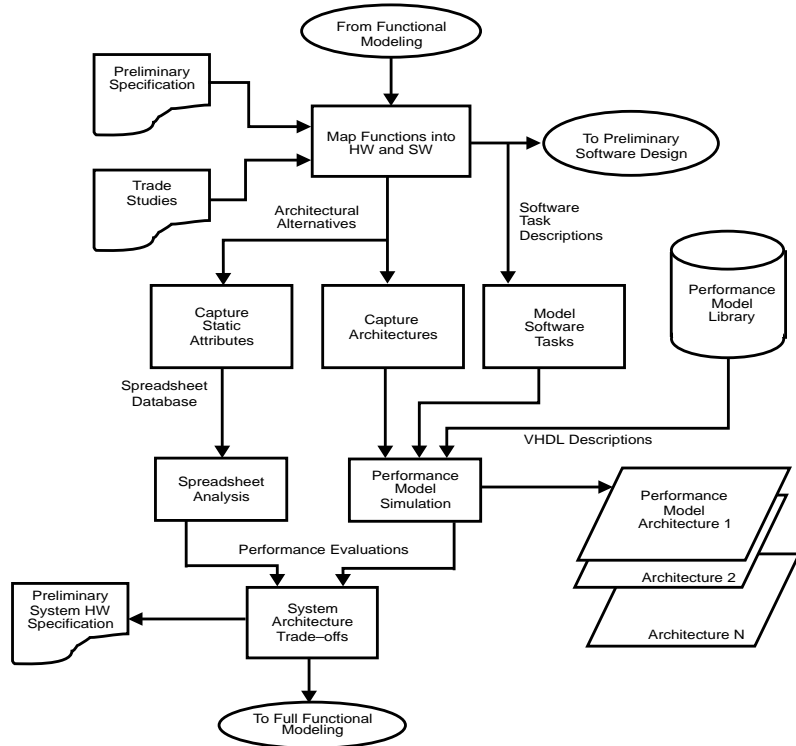 From Functional
Modeling
Preliminary
Specification
Map Functions into
HW and SW
To Preliminary
Software Design
Trade
Studies
Architectural
Alternatives
Software
Task
Descriptions
Performance
Model
Library
Capture
Static
Attributes
Capture
Architectures
Model
Software
Tasks
Spreadsheet
Database
VHDL Descriptions
Spreadsheet
Analysis
Performance
Model
Simulation
Performance
Model
Architecture 1
Architecture 2
Architecture N
Performance Evaluations
Preliminary
System HW
Specification
System
Architecture
Trade–offs
To Full Functional
Modeling